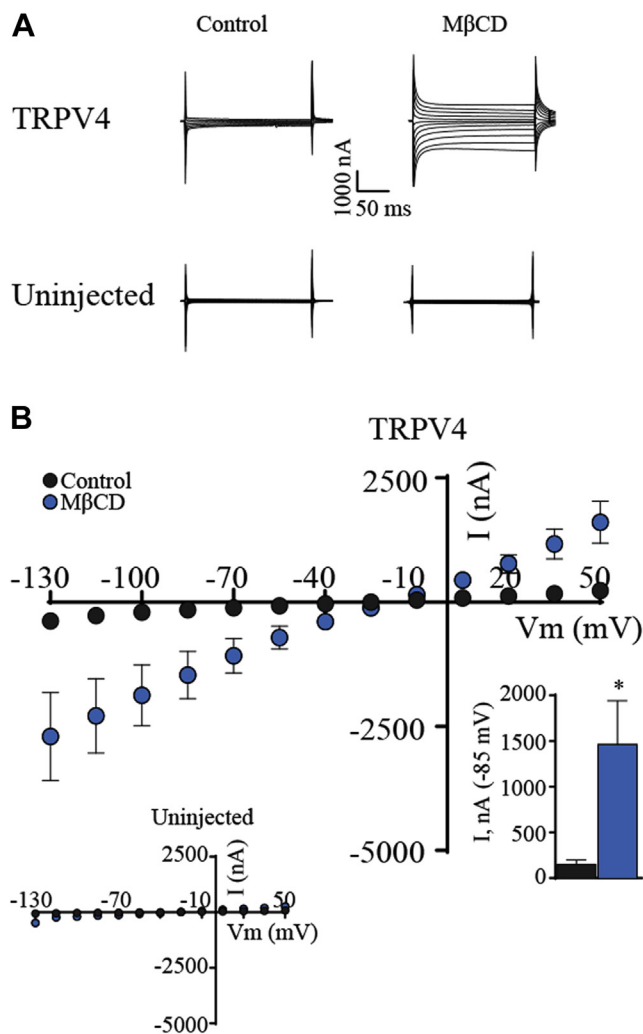 A
Control
MβCD
TRPV4
1000 nA
50 ms
Uninjected
B
TRPV4
Control
MβCD
2500
I (nA)
-130 -100 -70 -40 -10 20 50
Vm (mV)
-2500
-5000
I, nA (-85 mV)
2000
*
1500
1000
500
0
Uninjected
2500
I (nA)
-130 -70 -10 50
Vm (mV)
-2500
-5000